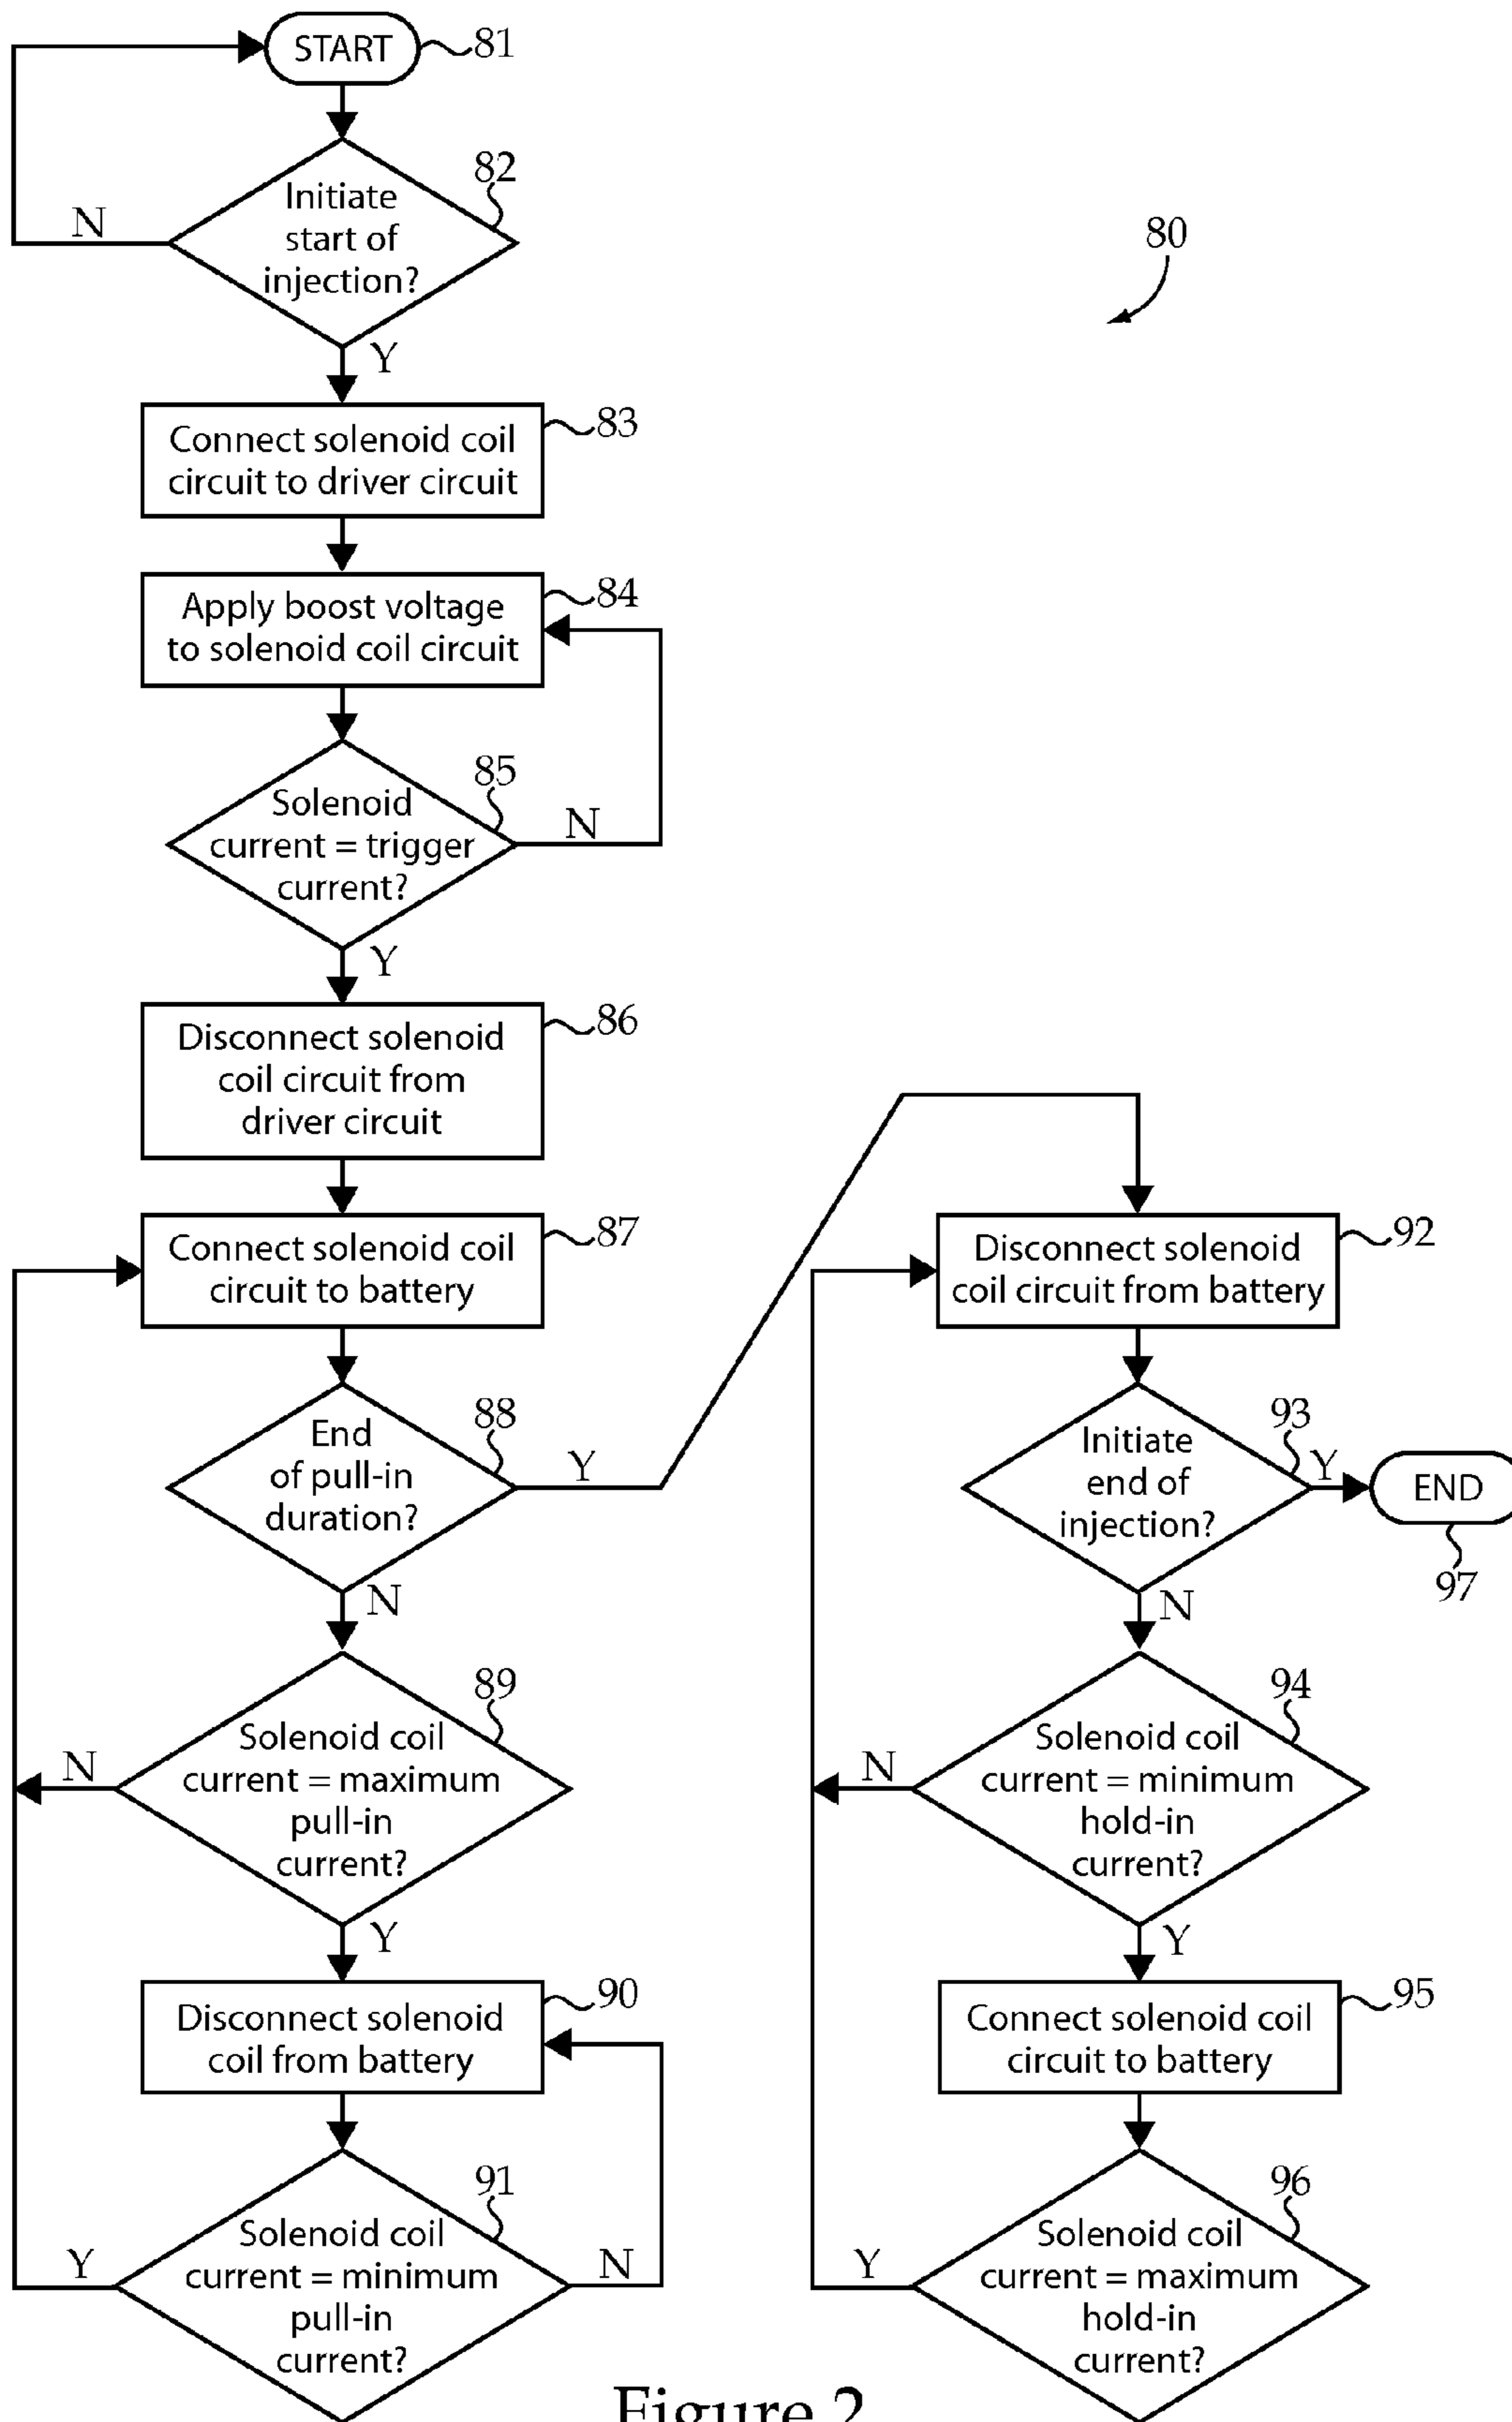 START
81
82
Initiate
start of
injection?
N
Y
80
83
Connect solenoid coil
circuit to driver circuit
84
Apply boost voltage
to solenoid coil circuit
85
Solenoid
current = trigger
current?
N
Y
86
Disconnect solenoid
coil circuit from
driver circuit
87
Connect solenoid coil
circuit to battery
88
End
of pull-in
duration?
Y
N
89
Solenoid coil
current = maximum
pull-in
current?
N
Y
90
Disconnect solenoid
coil from battery
91
Solenoid coil
current = minimum
pull-in
current?
Y
N
92
Disconnect solenoid
coil circuit from battery
93
Initiate
end of
injection?
Y
END
97
N
94
Solenoid coil
current = minimum
hold-in
current?
N
Y
95
Connect solenoid coil
circuit to battery
96
Solenoid coil
current = maximum
hold-in
current?
Y
Figure 2